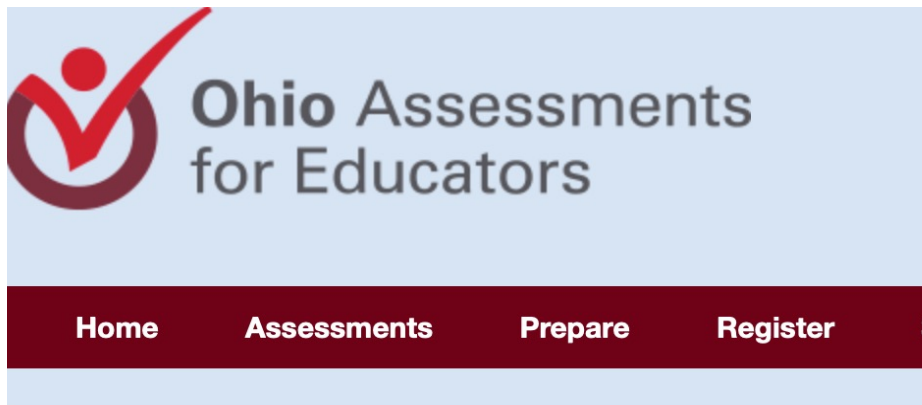 Ohio Assessments
for Educators
Home Assessments Prepare Register